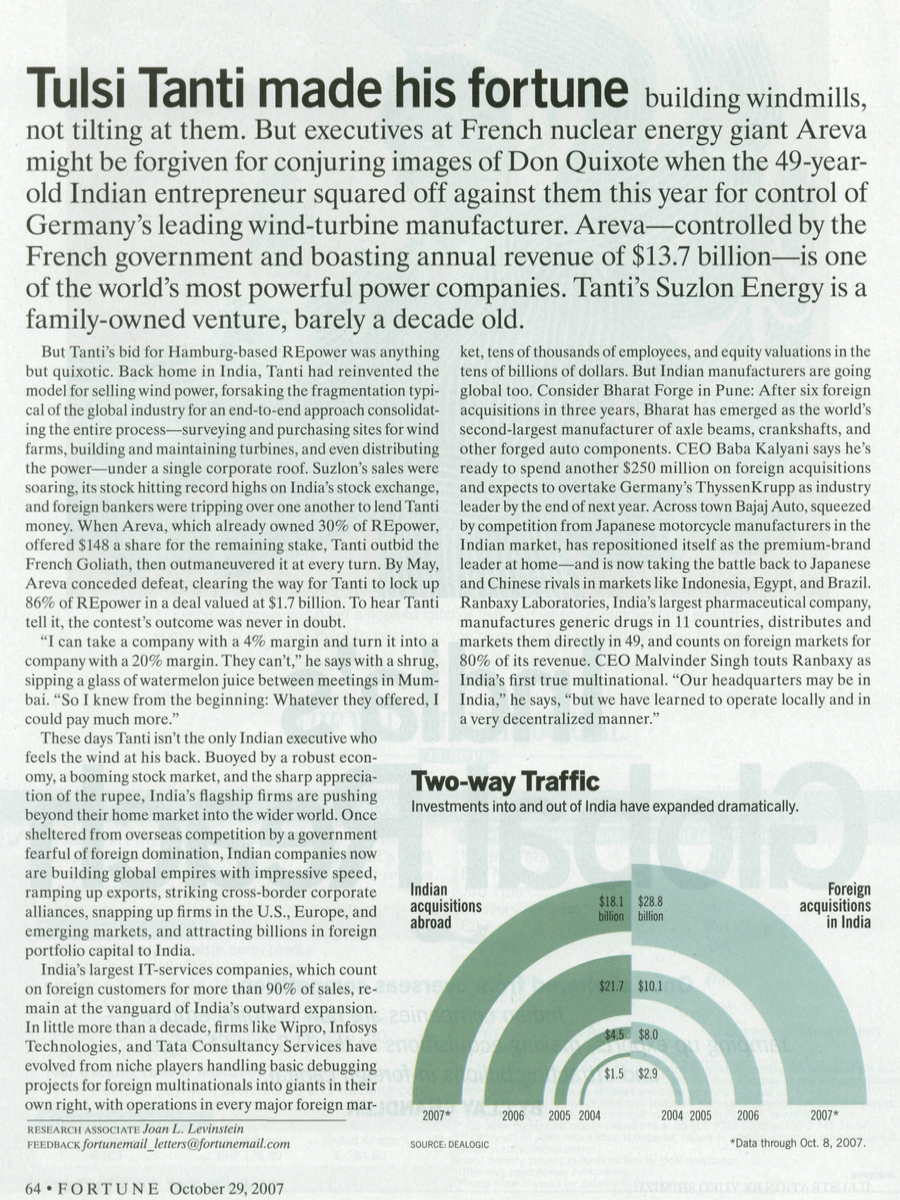 Tulsi Tanti made his fortune building windmills,
not tilting at them. But executives at French nuclear energy giant Areva
might be forgiven for conjuring images of Don Quixote when the 49-year-
old Indian entrepreneur squared off against them this year for control of
Germany's leading wind-turbine manufacturer. Areva—controlled by the
French government and boasting annual revenue of $13.7 billion—is one
of the world's most powerful power companies. Tanti's Suzlon Energy is a
family-owned venture, barely a decade old.
But Tanti's bid for Hamburg-based REpower was anything
but quixotic. Back home in India, Tanti had reinvented the
model for selling wind power, forsaking the fragmentation typi-
cal of the global industry for an end-to-end approach consolidat-
ing the entire process—surveying and purchasing sites for wind
farms, building and maintaining turbines, and even distributing
the power—under a single corporate roof. Suzlon's sales were
soaring, its stock hitting record highs on India's stock exchange,
and foreign bankers were tripping over one another to lend Tanti
money. When Areva, which already owned 30% of REpower,
offered $148 a share for the remaining stake, Tanti outbid the
French Goliath, then outmaneuvered it at every turn. By May,
Areva conceded defeat, clearing the way for Tanti to lock up
86% of REpower in a deal valued at $1.7 billion. To hear Tanti
tell it, the contest's outcome was never in doubt.
"I can take a company with a 4% margin and turn it into a
company with a 20% margin. They can't," he says with a shrug,
sipping a glass of watermelon juice between meetings in Mum-
bai. "So I knew from the beginning: Whatever they offered, I
could pay much more."
These days Tanti isn't the only Indian executive who
feels the wind at his back. Buoyed by a robust econ-
omy, a booming stock market, and the sharp apprecia-
tion of the rupee, India's flagship firms are pushing
beyond their home market into the wider world. Once
sheltered from overseas competition by a government
fearful of foreign domination, Indian companies now
are building global empires with impressive speed,
ramping up exports, striking cross-border corporate
alliances, snapping up firms in the U.S., Europe, and
emerging markets, and attracting billions in foreign
portfolio capital to India.
India's largest IT-services companies, which count
on foreign customers for more than 90% of sales, re-
main at the vanguard of India's outward expansion.
In little more than a decade, firms like Wipro, Infosys
Technologies, and Tata Consultancy Services have
evolved from niche players handling basic debugging
projects for foreign multinationals into giants in their
own right, with operations in every major foreign mar-
ket, tens of thousands of employees, and equity valuations in the
tens of billions of dollars. But Indian manufacturers are going
global too. Consider Bharat Forge in Pune: After six foreign
acquisitions in three years, Bharat has emerged as the world's
second-largest manufacturer of axle beams, crankshafts, and
other forged auto components. CEO Baba Kalyani says he's
ready to spend another $250 million on foreign acquisitions
and expects to overtake Germany's ThyssenKrupp as industry
leader by the end of next year. Across town Bajaj Auto, squeezed
by competition from Japanese motorcycle manufacturers in the
Indian market, has repositioned itself as the premium-brand
leader at home—and is now taking the battle back to Japanese
and Chinese rivals in markets like Indonesia, Egypt, and Brazil.
Ranbaxy Laboratories, India's largest pharmaceutical company,
manufactures generic drugs in 11 countries, distributes and
markets them directly in 49, and counts on foreign markets for
80% of its revenue. CEO Malvinder Singh touts Ranbaxy as
India's first true multinational. "Our headquarters may be in
India," he says, "but we have learned to operate locally and in
a very decentralized manner."
Two-way Traffic
Investments into and out of India have expanded dramatically.
Indian
acquisitions
abroad
Foreign
acquisitions
in India
$18.1
billion
$28.8
billion
$21.7 $10.1
$4.5 $8.0
$1.5 $2.9
2007* 2006 2005 2004 2004 2005 2006 2007*
SOURCE: DEALOGIC
*Data through Oct. 8, 2007.
RESEARCH ASSOCIATE Joan L. Levinstein
FEEDBACK fortunemail_letters@fortunemail.com
64 • FORTUNE October 29, 2007